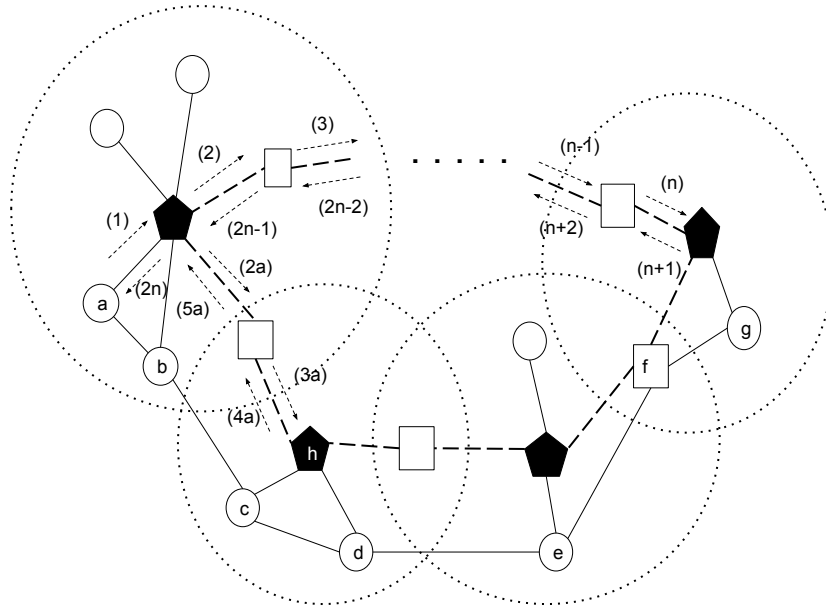 (3)
(2)
(n-1)
(n)
(1)
(2n-2)
(2n-1)
(n+2)
(n+1)
(2a)
(2n)
(5a)
a
g
b
f
(3a)
(4a)
h
c
d
e